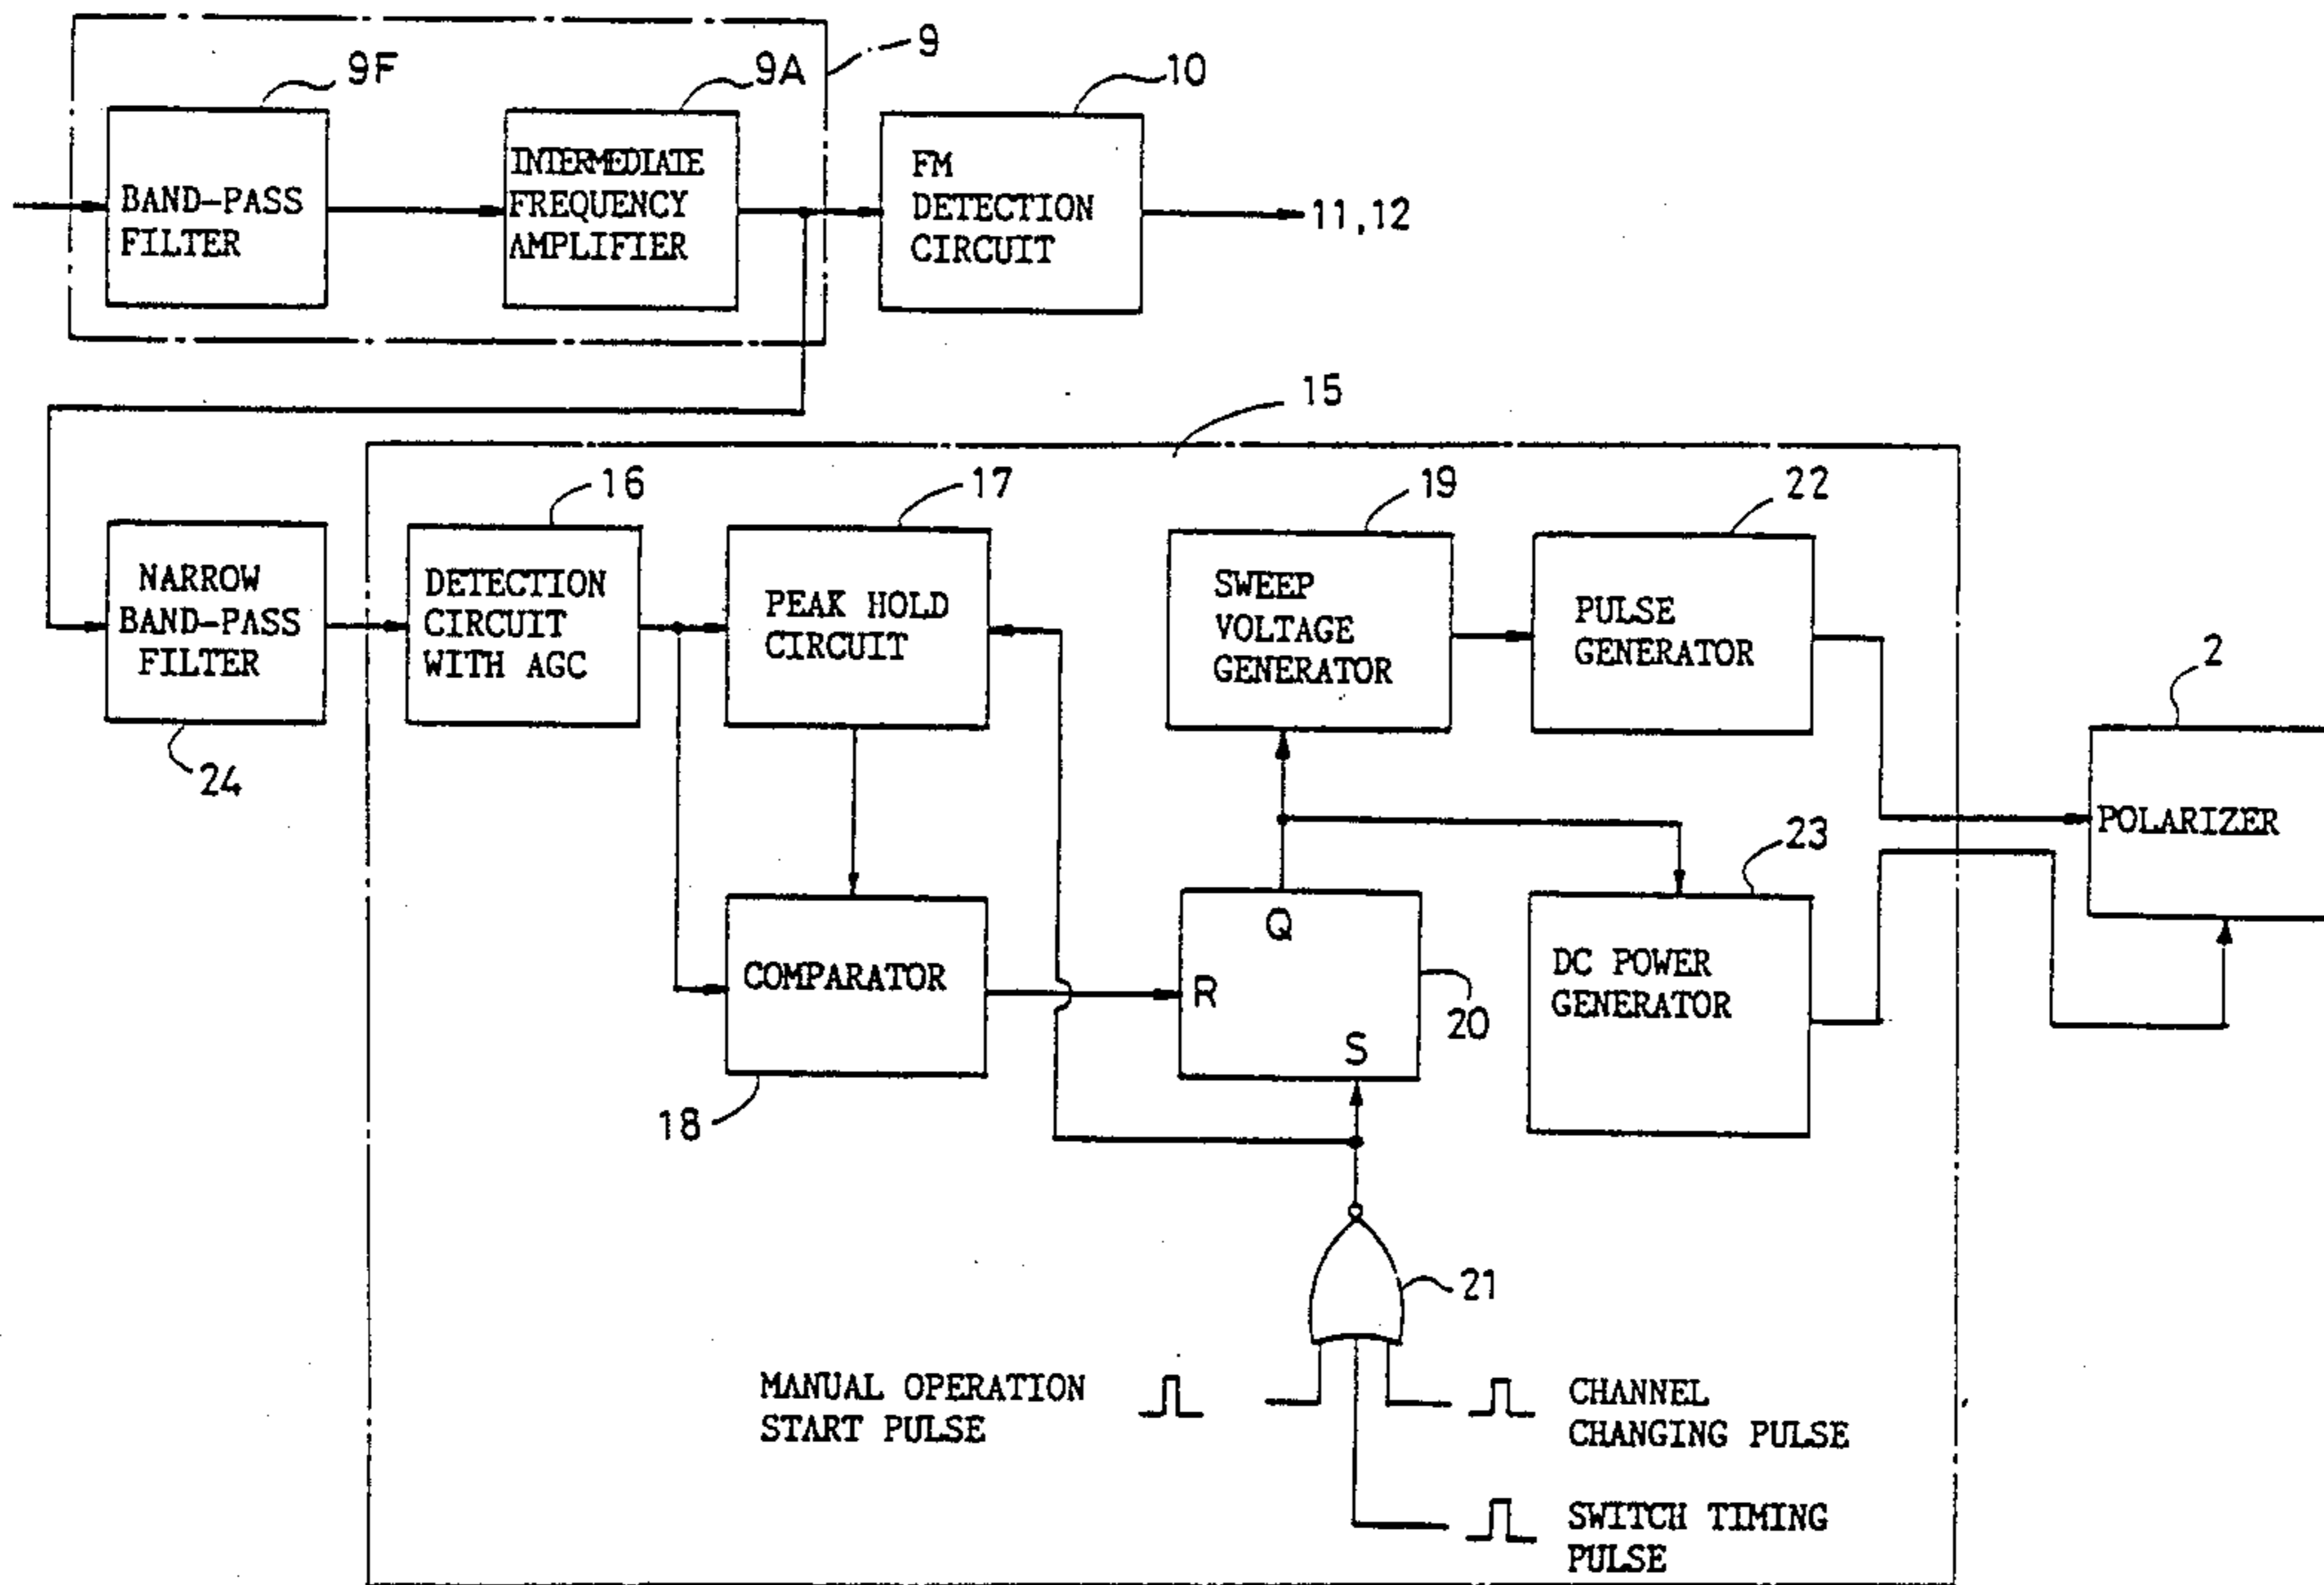 9
9F
9A
10
BAND-PASS
FILTER
INTERMEDIATE
FREQUENCY
AMPLIFIER
FM
DETECTION
CIRCUIT
11,12
15
16
17
19
22
NARROW
BAND-PASS
FILTER
DETECTION
CIRCUIT
WITH AGC
PEAK HOLD
CIRCUIT
SWEEP
VOLTAGE
GENERATOR
PULSE
GENERATOR
2
24
POLARIZER
23
COMPARATOR
Q
R
S
20
DC POWER
GENERATOR
18
21
MANUAL OPERATION
START PULSE
CHANNEL
CHANGING PULSE
SWITCH TIMING
PULSE